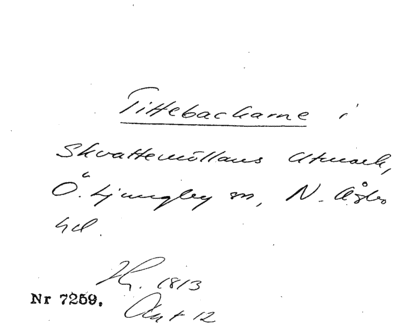 Tittebackarne i
Skvattemöllans Utmark,
Ö. Ljungby sn, N. Åsbo
hd.
1813
Nr 7259. Akt 12